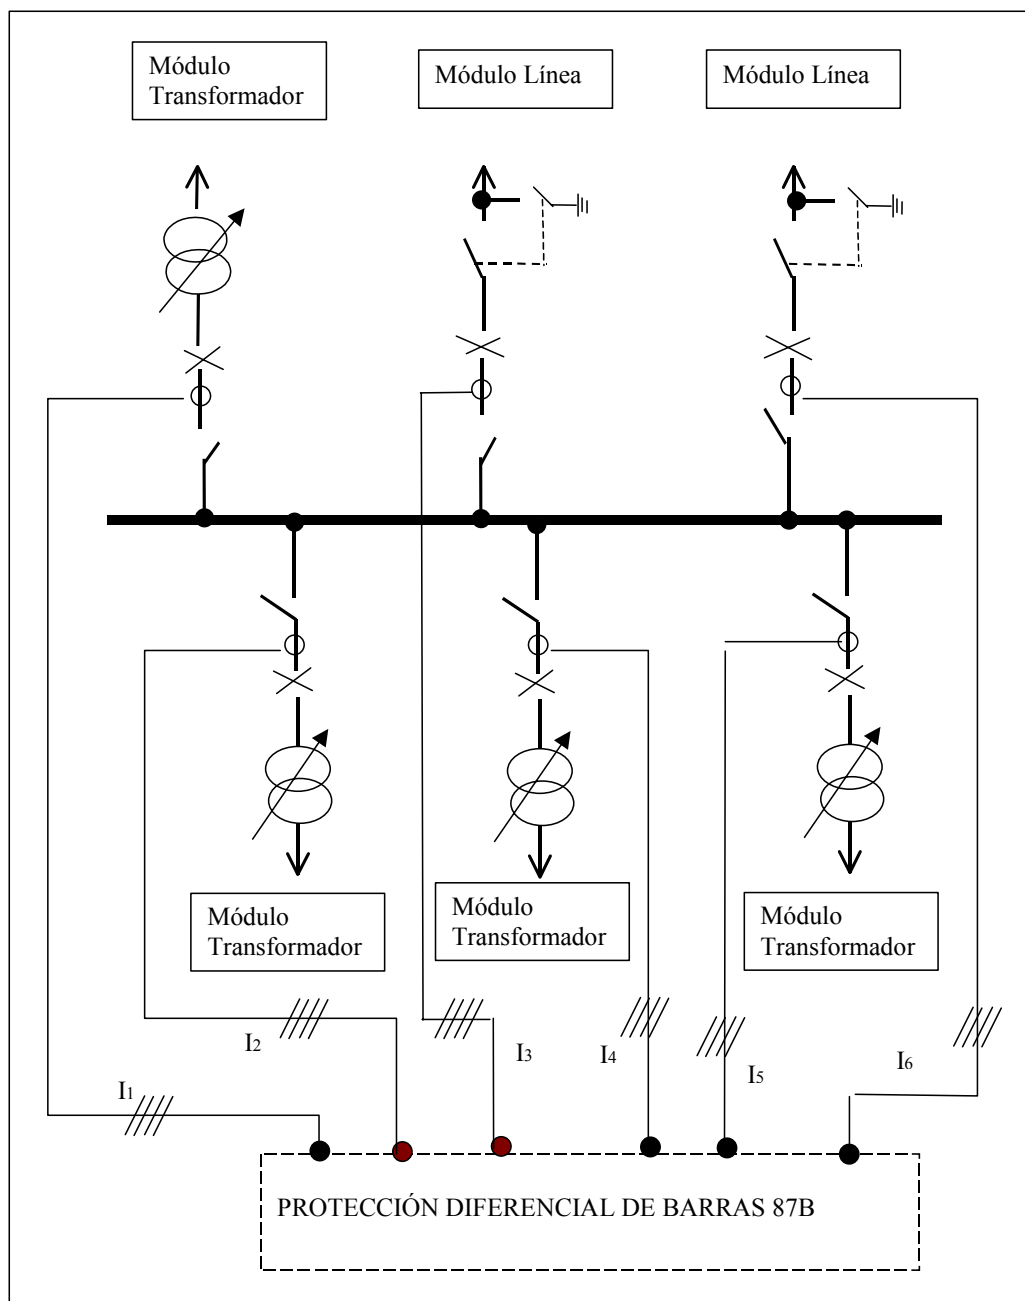 Módulo
Transformador
Módulo Línea
Módulo Línea
Módulo
Transformador
Módulo
Transformador
Módulo
Transformador
I2
I3
I4
I5
I6
I1
PROTECCIÓN DIFERENCIAL DE BARRAS 87B